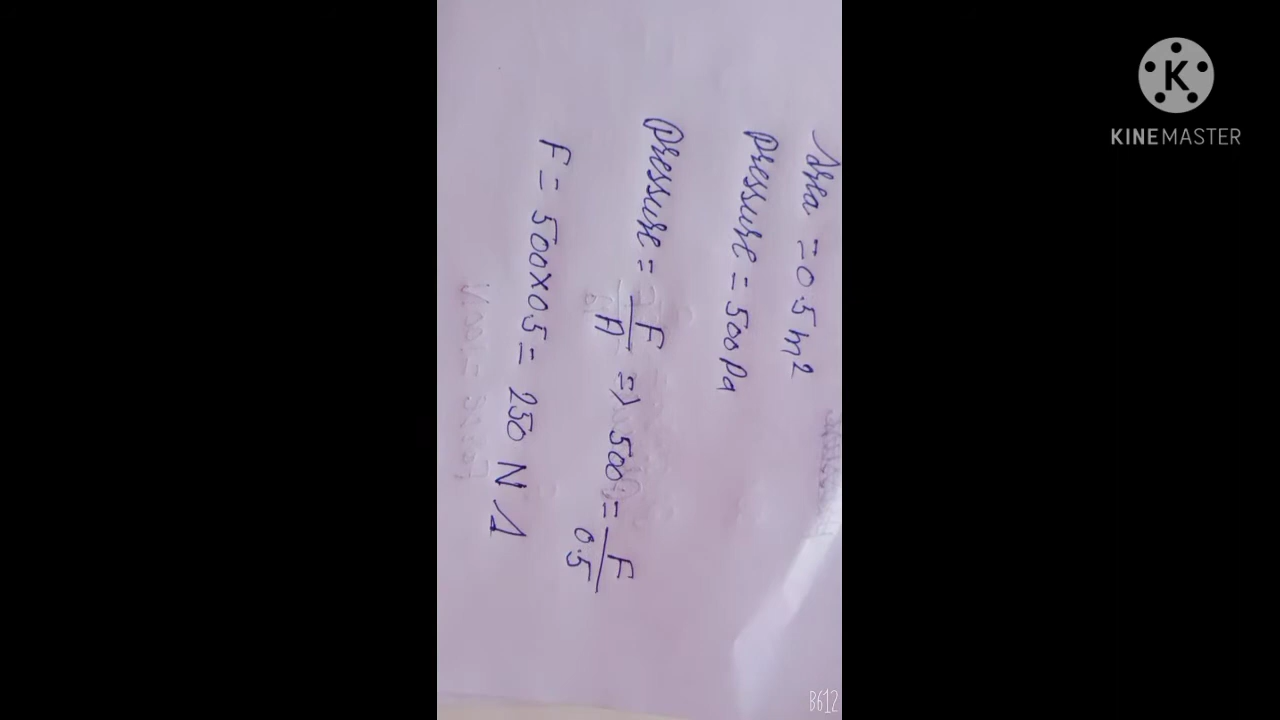 Area = 0.5 m²
pressure = 500 Pa
pressure = F/A => 500 = F/0.5
F = 500×0.5 = 250 N
KINEMASTER
B612